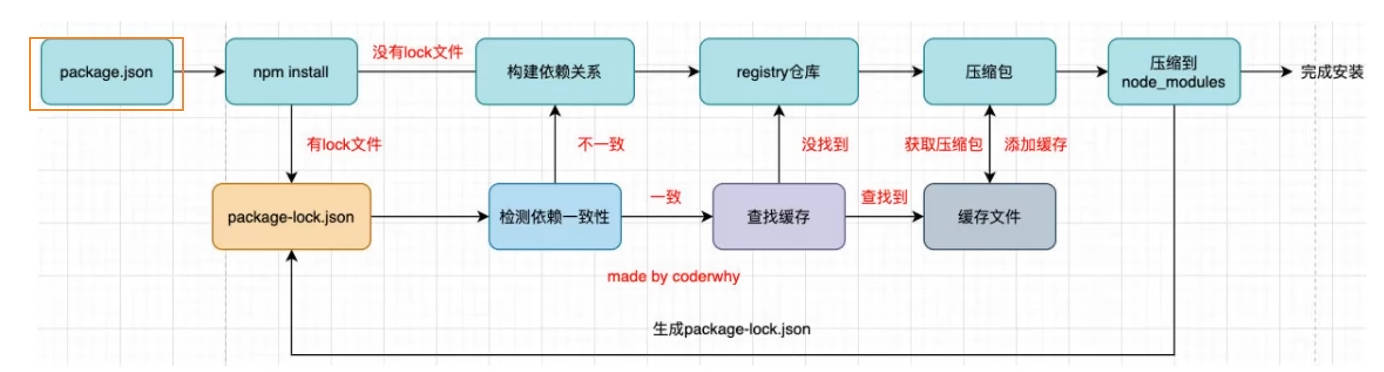 package.json
npm install
没有lock文件
构建依赖关系
registry仓库
压缩包
压缩到
node_modules
完成安装
有lock文件
不一致
没找到
获取压缩包
添加缓存
package-lock.json
检测依赖一致性
一致
查找缓存
查找到
缓存文件
made by coderwhy
生成package-lock.json